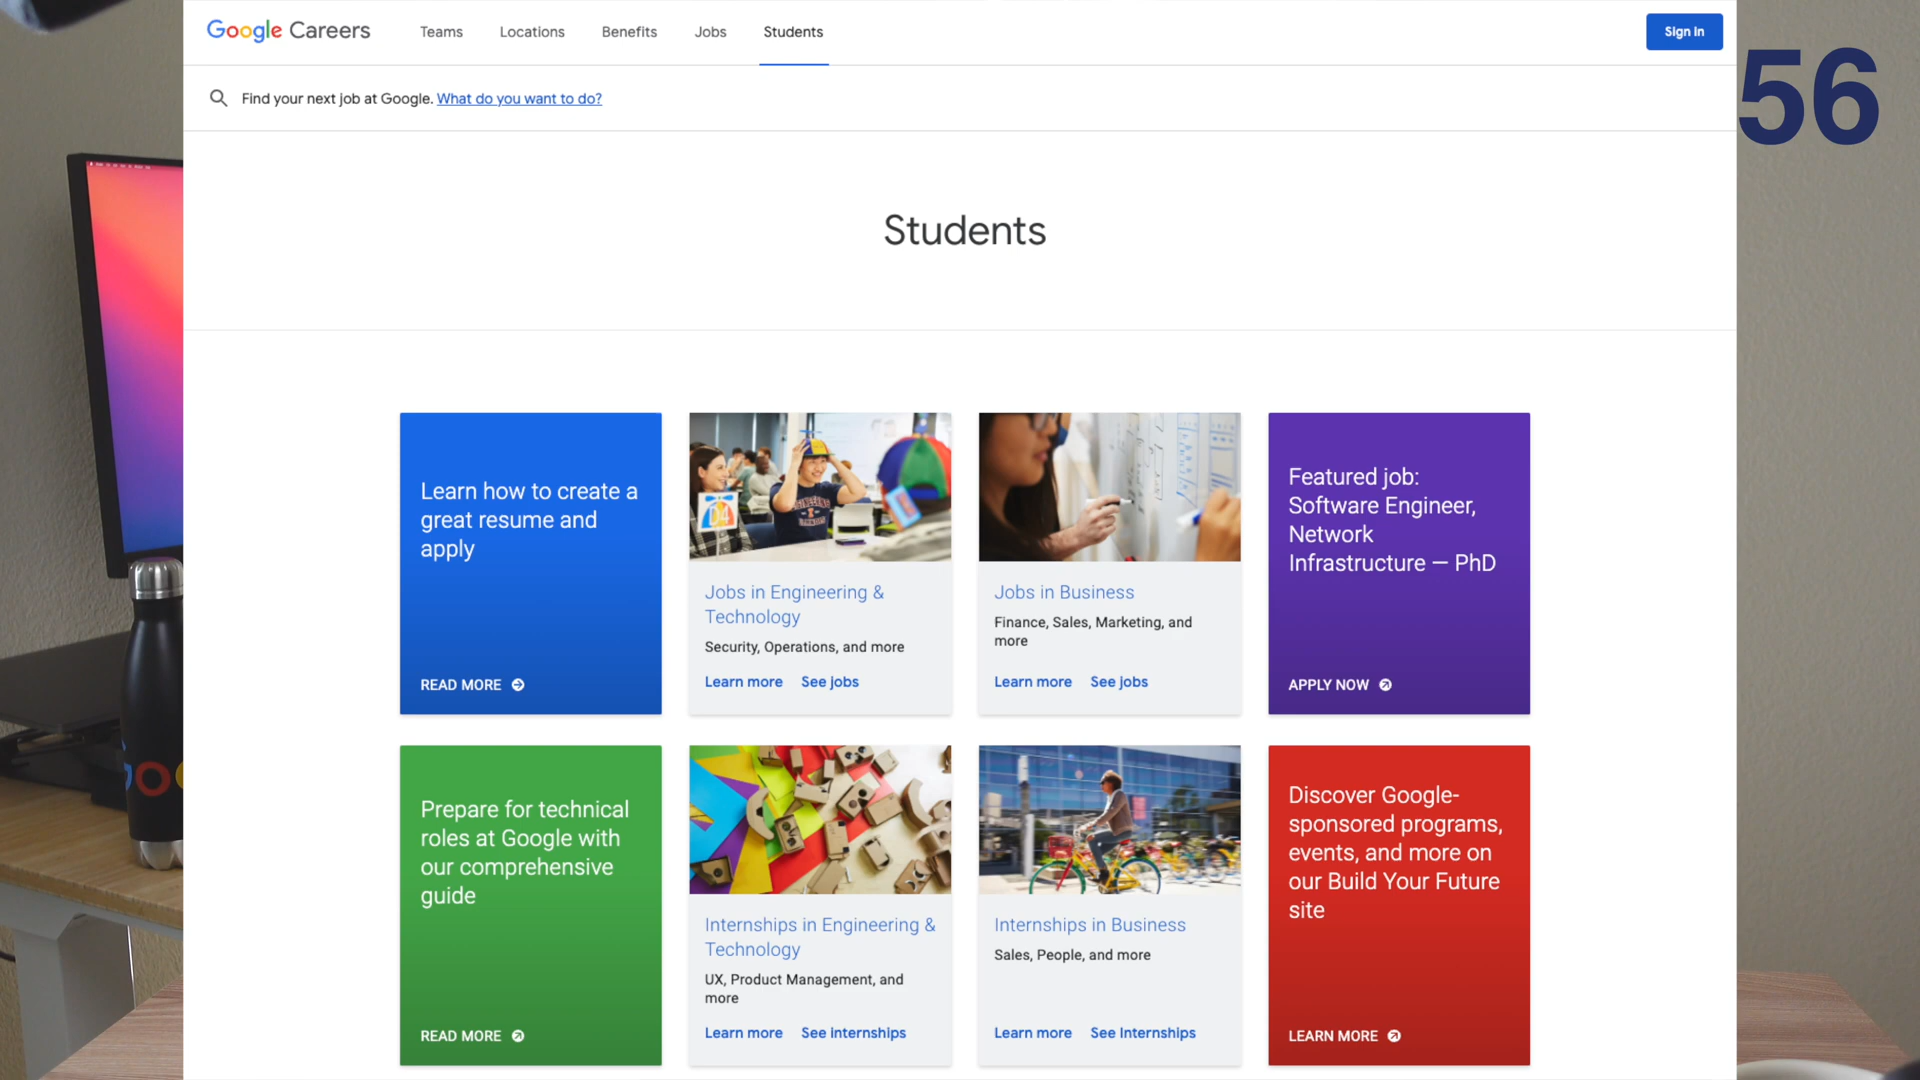 Google Careers
Teams
Locations
Benefits
Jobs
Students
Sign in
56
Find your next job at Google. What do you want to do?
Students
Learn how to create a
great resume and
apply
READ MORE
Jobs in Engineering &
Technology
Security, Operations, and more
Learn more
See jobs
Jobs in Business
Finance, Sales, Marketing, and
more
Learn more
See jobs
Featured job:
Software Engineer,
Network
Infrastructure — PhD
APPLY NOW
Prepare for technical
roles at Google with
our comprehensive
guide
READ MORE
Internships in Engineering &
Technology
UX, Product Management, and
more
Learn more
See internships
Internships in Business
Sales, People, and more
Learn more
See Internships
Discover Google-
sponsored programs,
events, and more on
our Build Your Future
site
LEARN MORE